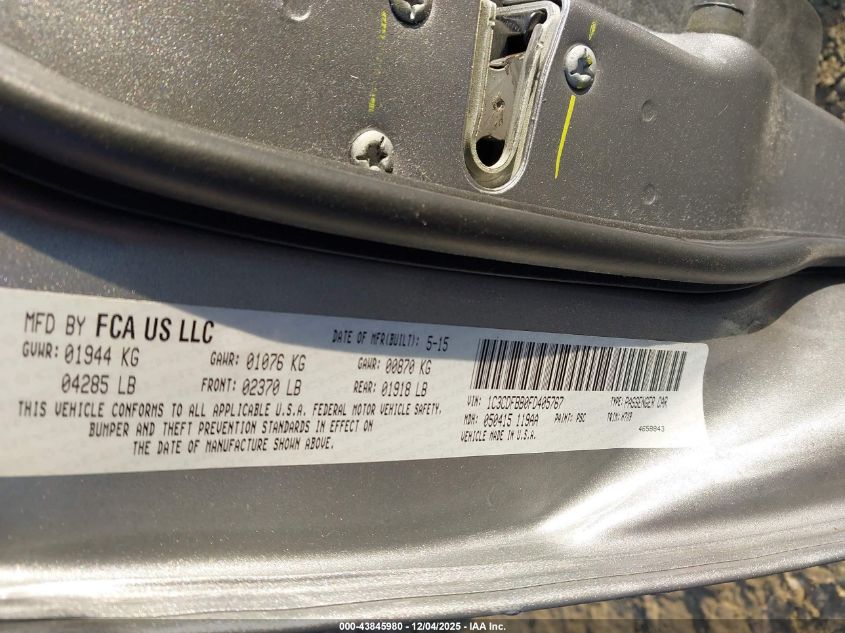 MFD BY FCA US LLC
DATE OF MFR(BUILT): 5-15
GVWR: 01944 KG
GAWR: 01076 KG
GAWR: 00870 KG
04285 LB
FRONT: 02370 LB
REAR: 01918 LB
THIS VEHICLE CONFORMS TO ALL APPLICABLE U.S.A. FEDERAL MOTOR VEHICLE SAFETY,
BUMPER AND THEFT PREVENTION STANDARDS IN EFFECT ON
THE DATE OF MANUFACTURE SHOWN ABOVE.
VIN: 1C3CDFBB0FD405767
TYPE: PASSENGER CAR
MDH: 050415 119AA
PAINT: PSC
TRIM:
VEHICLE MADE IN U.S.A.
4658843
000-43845980 - 12/04/2025 - IAA Inc.